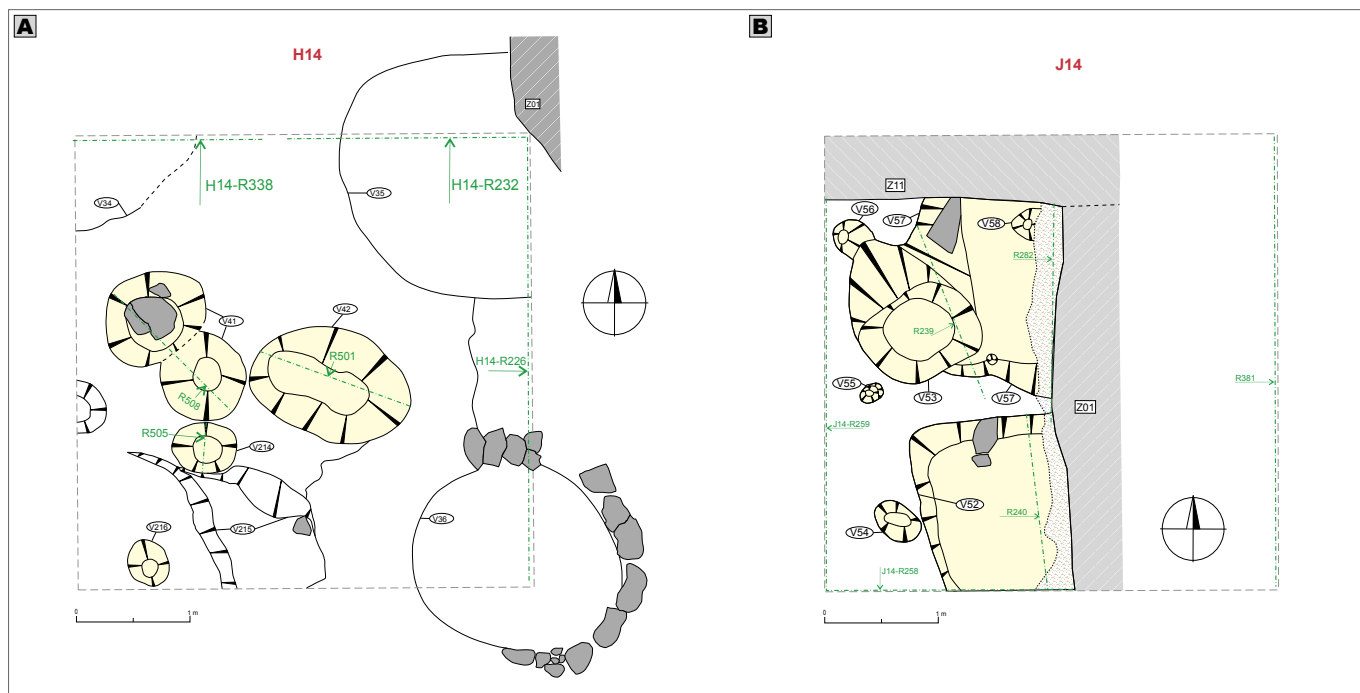 A
H14
Z01
H14-R338
H14-R232
V35
V34
V41
V42
R501
H14-R226
R508
R505
V214
V36
V216
V215
0
1 m
B
J14
Z11
V56
V57
V58
R282
R239
R381
V55
V53
V57
Z01
J14-R259
V52
R240
V54
J14-R258
0
1 m